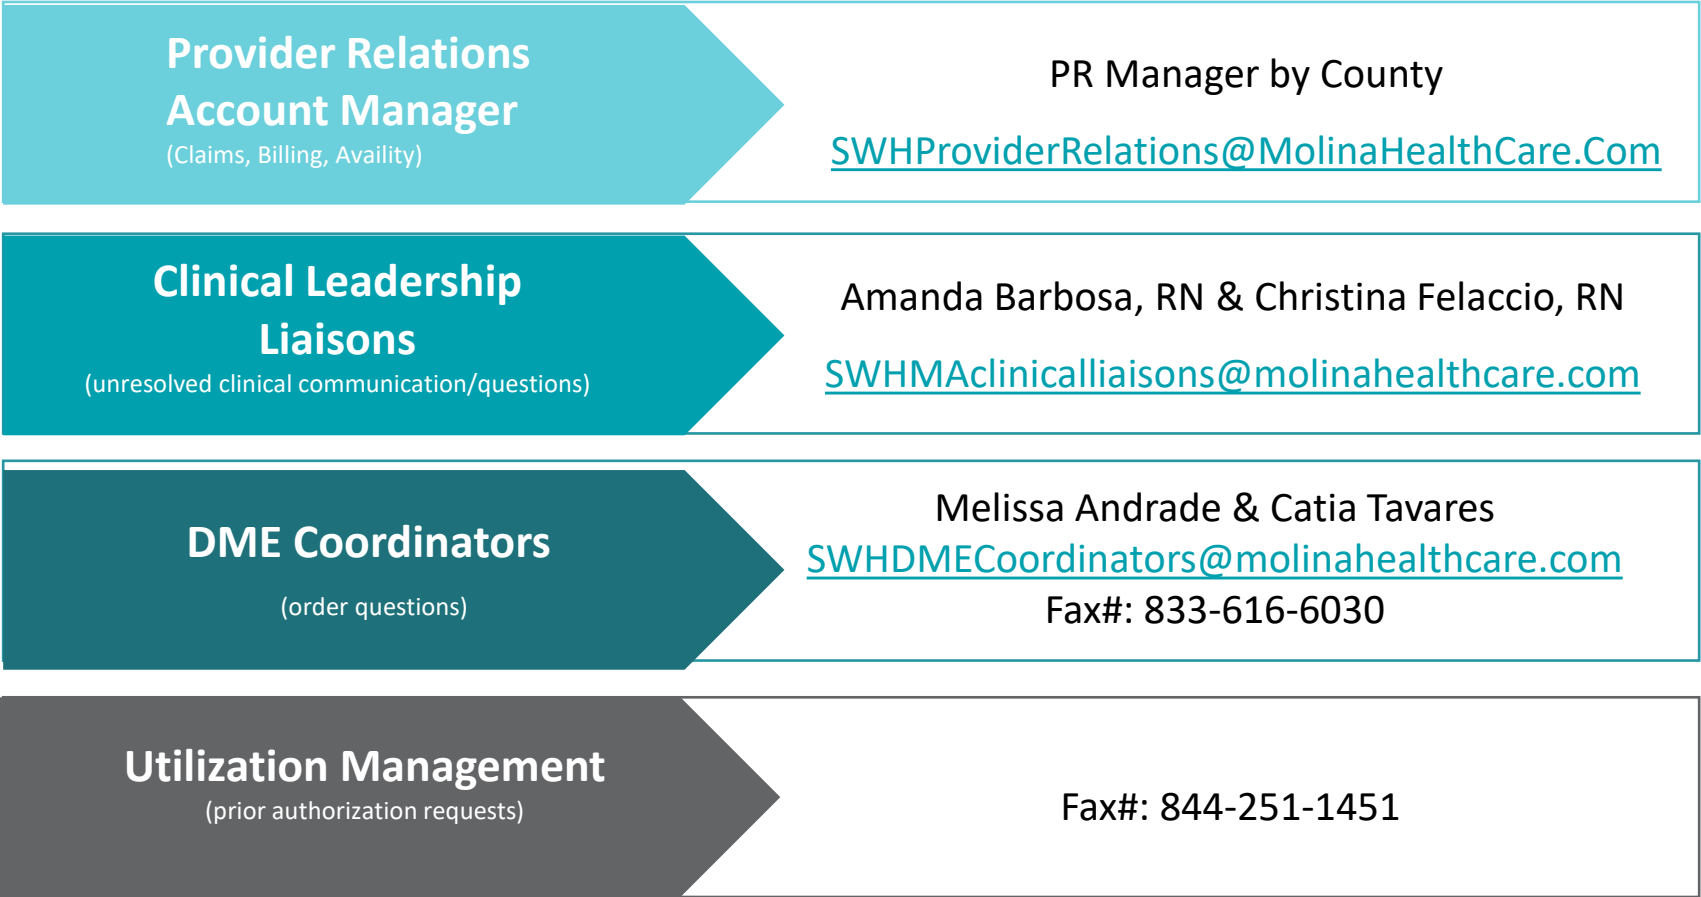 Provider Relations
Account Manager
(Claims, Billing, Availity)
PR Manager by County
SWHProviderRelations@MolinaHealthCare.Com
Clinical Leadership
Liaisons
(unresolved clinical communication/questions)
Amanda Barbosa, RN & Christina Felaccio, RN
SWHMAclinicalliaisons@molinahealthcare.com
DME Coordinators
(order questions)
Melissa Andrade & Catia Tavares
SWHDMECoordinators@molinahealthcare.com
Fax#: 833-616-6030
Utilization Management
(prior authorization requests)
Fax#: 844-251-1451